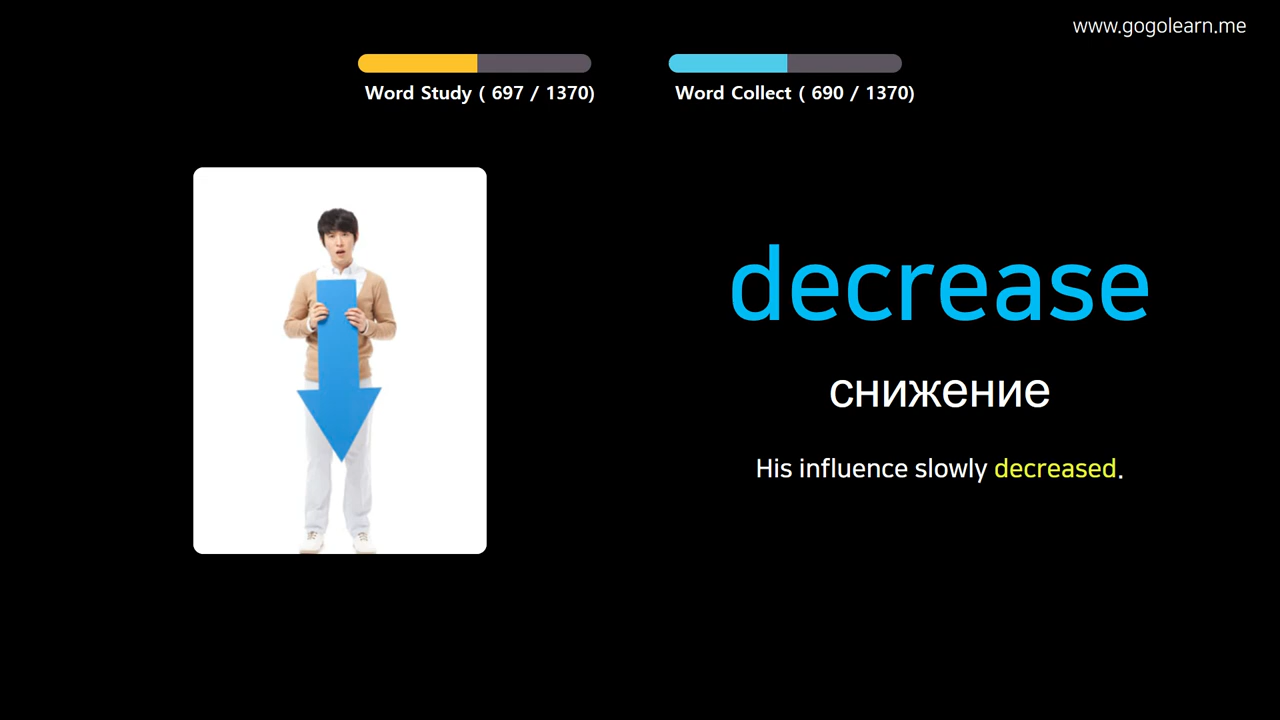 www.gogolearn.me
Word Study ( 697 / 1370)
Word Collect ( 690 / 1370)
decrease
снижение
His influence slowly decreased.